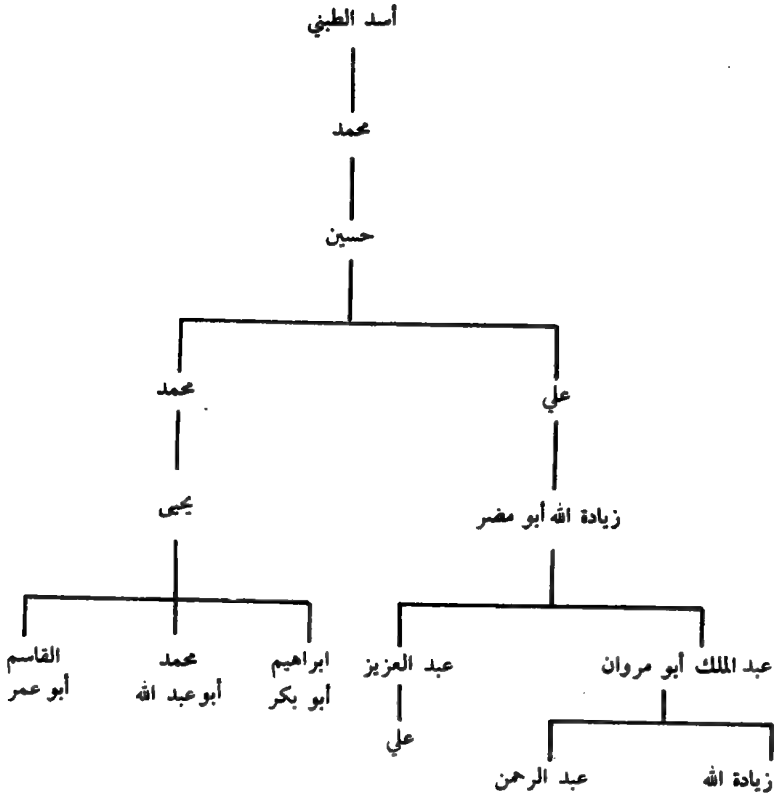 أسد الطبني
محمد
حسين
علي
محمد
زيادة الله أبو مضر
يحيى
عبد الملك أبو مروان
عبد العزيز
ابراهيم
أبو بكر
محمد
أبو عبد الله
القاسم
أبو عمر
علي
زيادة الله
عبد الرحمن